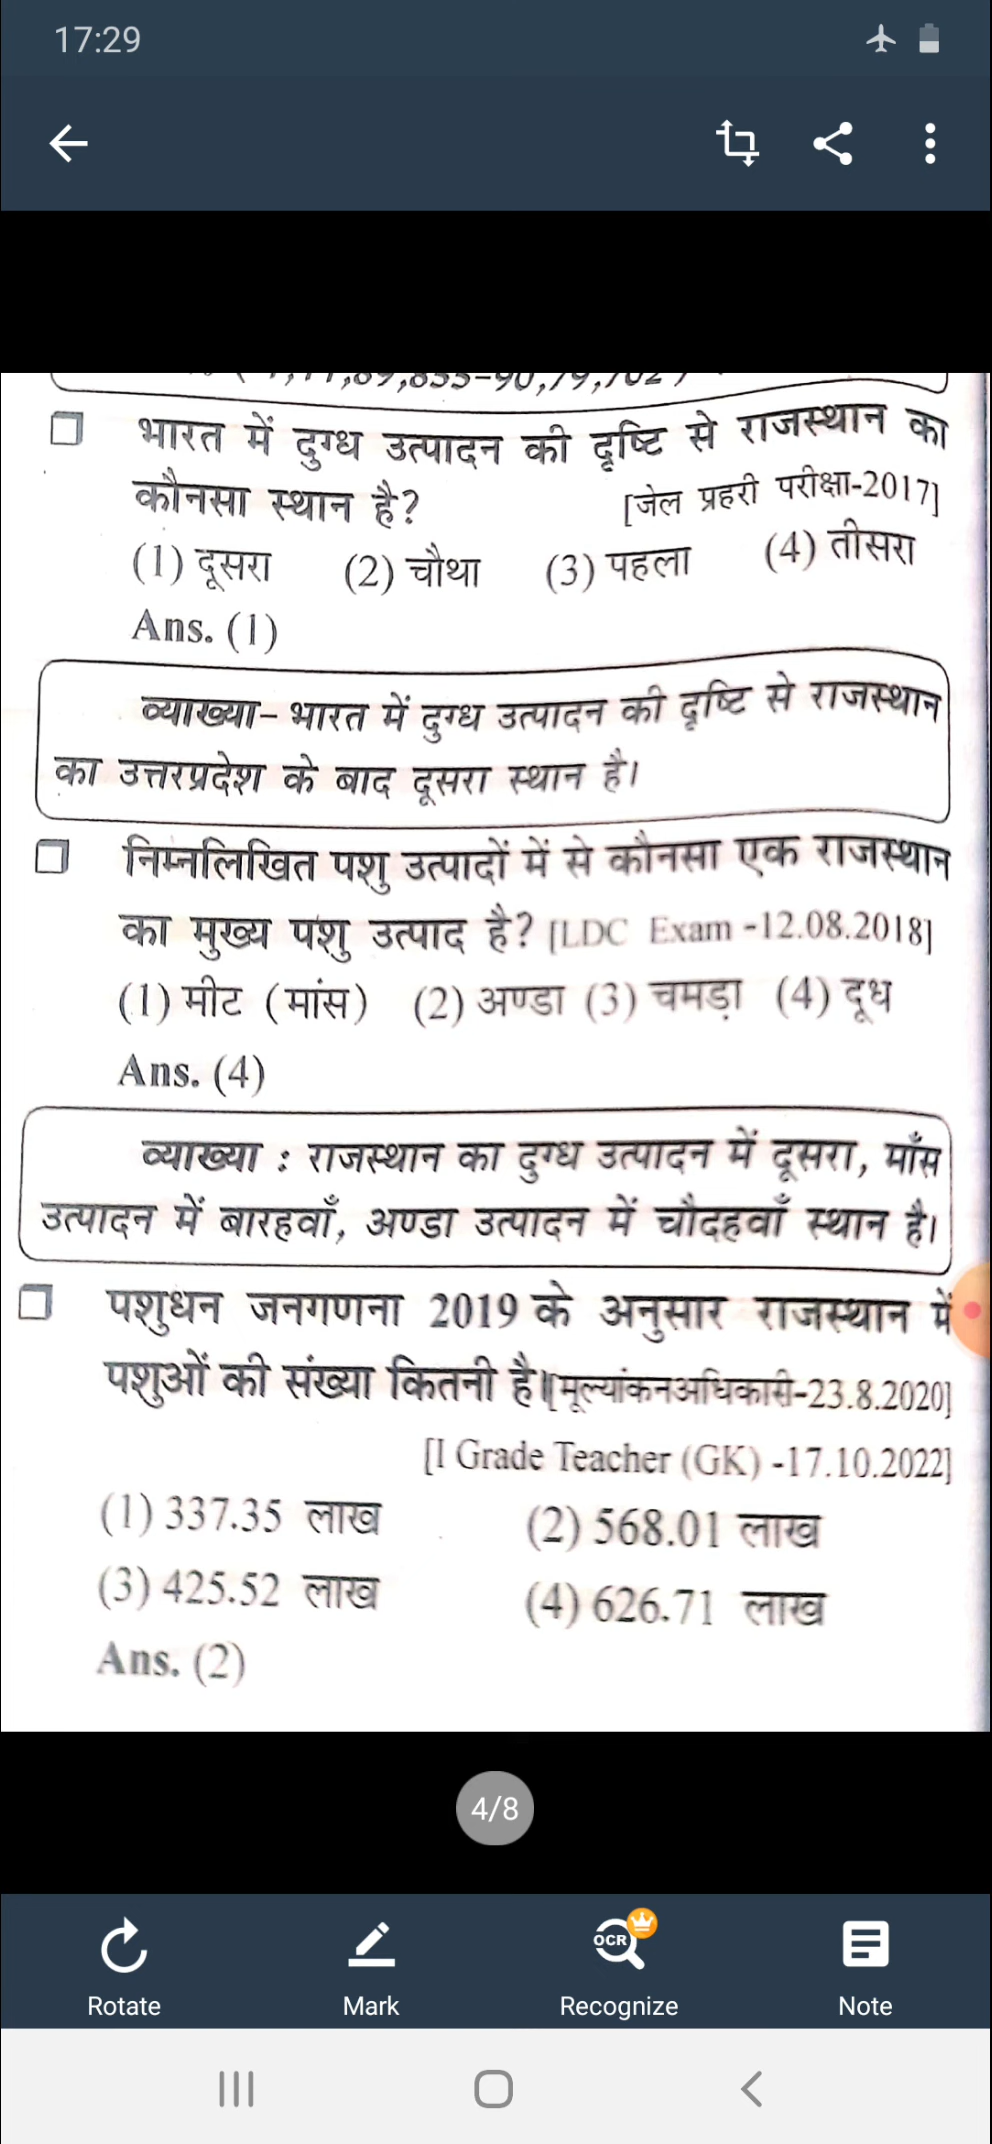 17:29
भारत में दुग्ध उत्पादन की दृष्टि से राजस्थान का
कौनसा स्थान है? [जेल प्रहरी परीक्षा-2017]
(1) दूसरा (2) चौथा (3) पहला (4) तीसरा
Ans. (1)
व्याख्या- भारत में दुग्ध उत्पादन की दृष्टि से राजस्थान
का उत्तरप्रदेश के बाद दूसरा स्थान है।
निम्नलिखित पशु उत्पादों में से कौनसा एक राजस्थान
का मुख्य पशु उत्पाद है? [LDC Exam -12.08.2018]
(1) मीट (मांस) (2) अण्डा (3) चमड़ा (4) दूध
Ans. (4)
व्याख्या : राजस्थान का दुग्ध उत्पादन में दूसरा, माँस
उत्पादन में बारहवाँ, अण्डा उत्पादन में चौदहवाँ स्थान है।
पशुधन जनगणना 2019 के अनुसार राजस्थान में
पशुओं की संख्या कितनी है।[मूल्यांकनअधिकारी-23.8.2020]
[I Grade Teacher (GK) -17.10.2022]
(1) 337.35 लाख (2) 568.01 लाख
(3) 425.52 लाख (4) 626.71 लाख
Ans. (2)
4/8
OCR
Rotate Mark Recognize Note